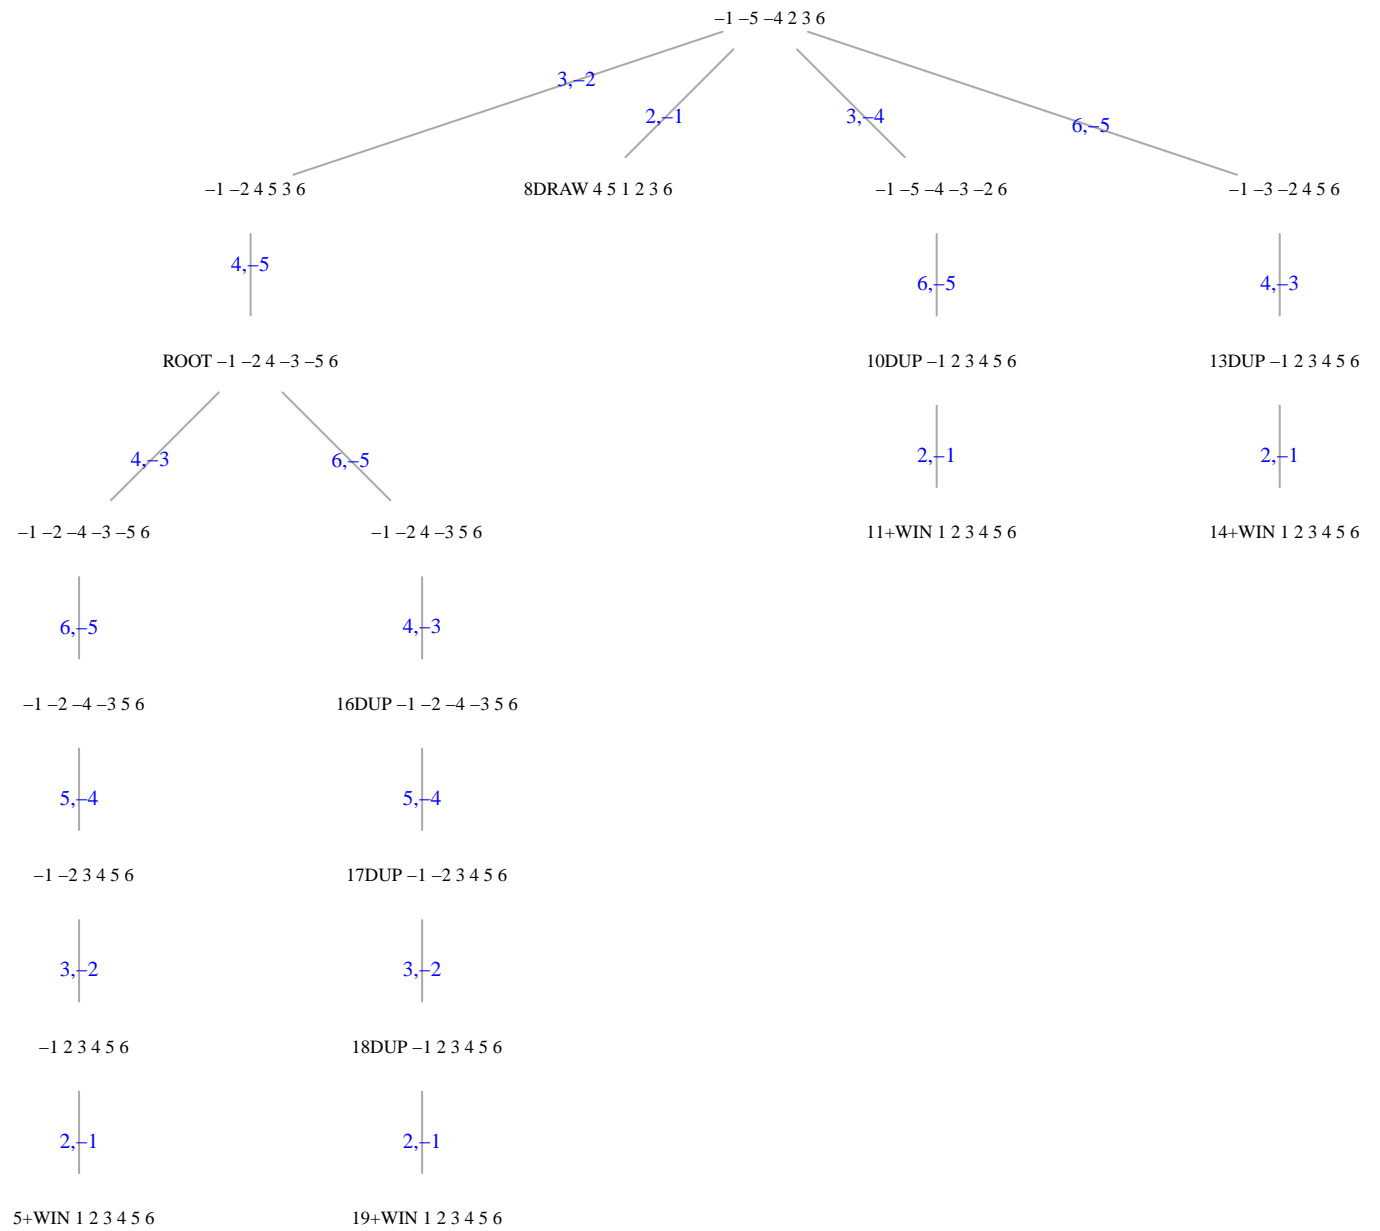 –1 –5 –4 2 3 6
3,–2
2,–1
3,–4
6,–5
–1 –2 4 5 3 6
8DRAW 4 5 1 2 3 6
–1 –5 –4 –3 –2 6
–1 –3 –2 4 5 6
4,–5
6,–5
4,–3
ROOT –1 –2 4 –3 –5 6
10DUP –1 2 3 4 5 6
13DUP –1 2 3 4 5 6
4,–3
6,–5
2,–1
2,–1
–1 –2 –4 –3 –5 6
–1 –2 4 –3 5 6
11+WIN 1 2 3 4 5 6
14+WIN 1 2 3 4 5 6
6,–5
4,–3
–1 –2 –4 –3 5 6
16DUP –1 –2 –4 –3 5 6
5,–4
5,–4
–1 –2 3 4 5 6
17DUP –1 –2 3 4 5 6
3,–2
3,–2
–1 2 3 4 5 6
18DUP –1 2 3 4 5 6
2,–1
2,–1
5+WIN 1 2 3 4 5 6
19+WIN 1 2 3 4 5 6